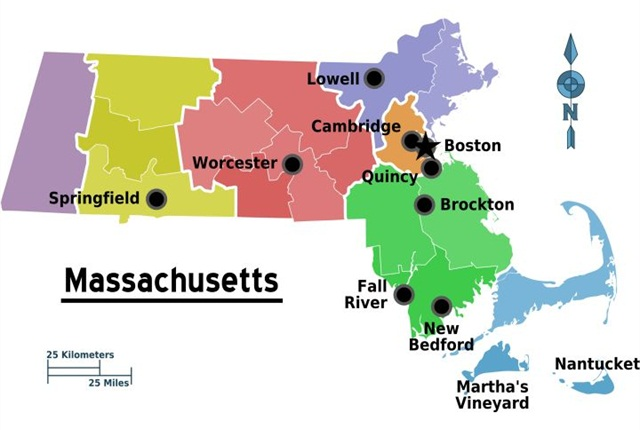 Lowell
Cambridge
Boston
N
Worcester
Quincy
Springfield
Brockton
Massachusetts
Fall
River
New
Bedford
25 Kilometers
25 Miles
Nantucket
Martha's
Vineyard